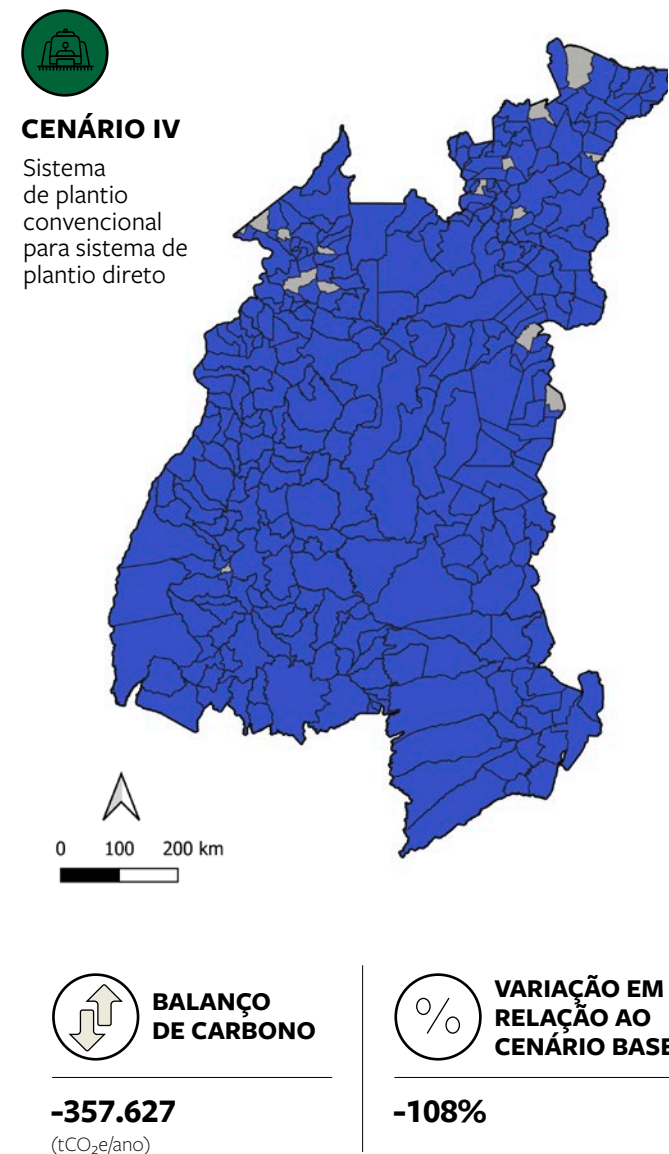 CENÁRIO IV
Sistema
de plantio
convencional
para sistema de
plantio direto
0 100 200 km
BALANÇO
DE CARBONO
-357.627
(tCO₂e/ano)
%
VARIAÇÃO EM
RELAÇÃO AO
CENÁRIO BASE
-108%